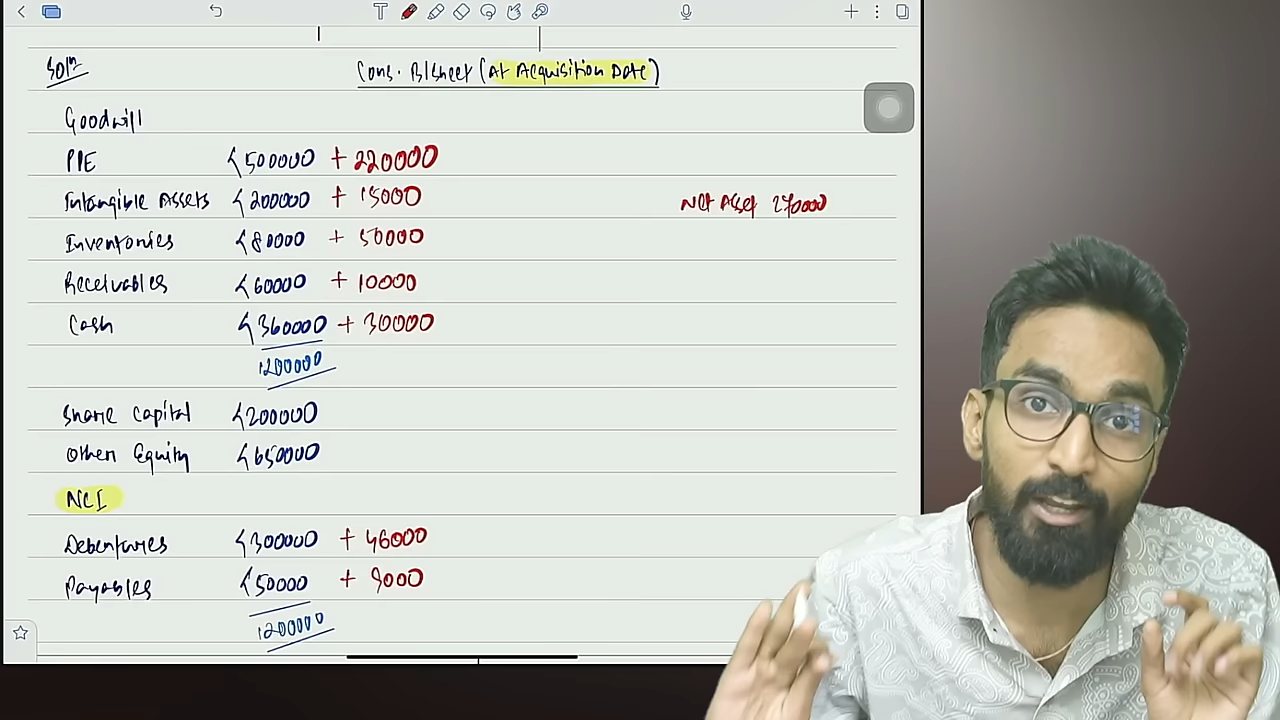 Soln
Cons. B/Sheet (At Acquisition Date)
Goodwill
PPE <500000 + 220000
Intangible Assets <200000 + 15000
Net Asset 270000
Inventories <80000 + 50000
Receivables <60000 + 10000
Cash <360000 + 30000
1200000
Share Capital <200000
Other Equity <650000
NCI
Debentures <300000 + 46000
Payables <50000 + 9000
1200000